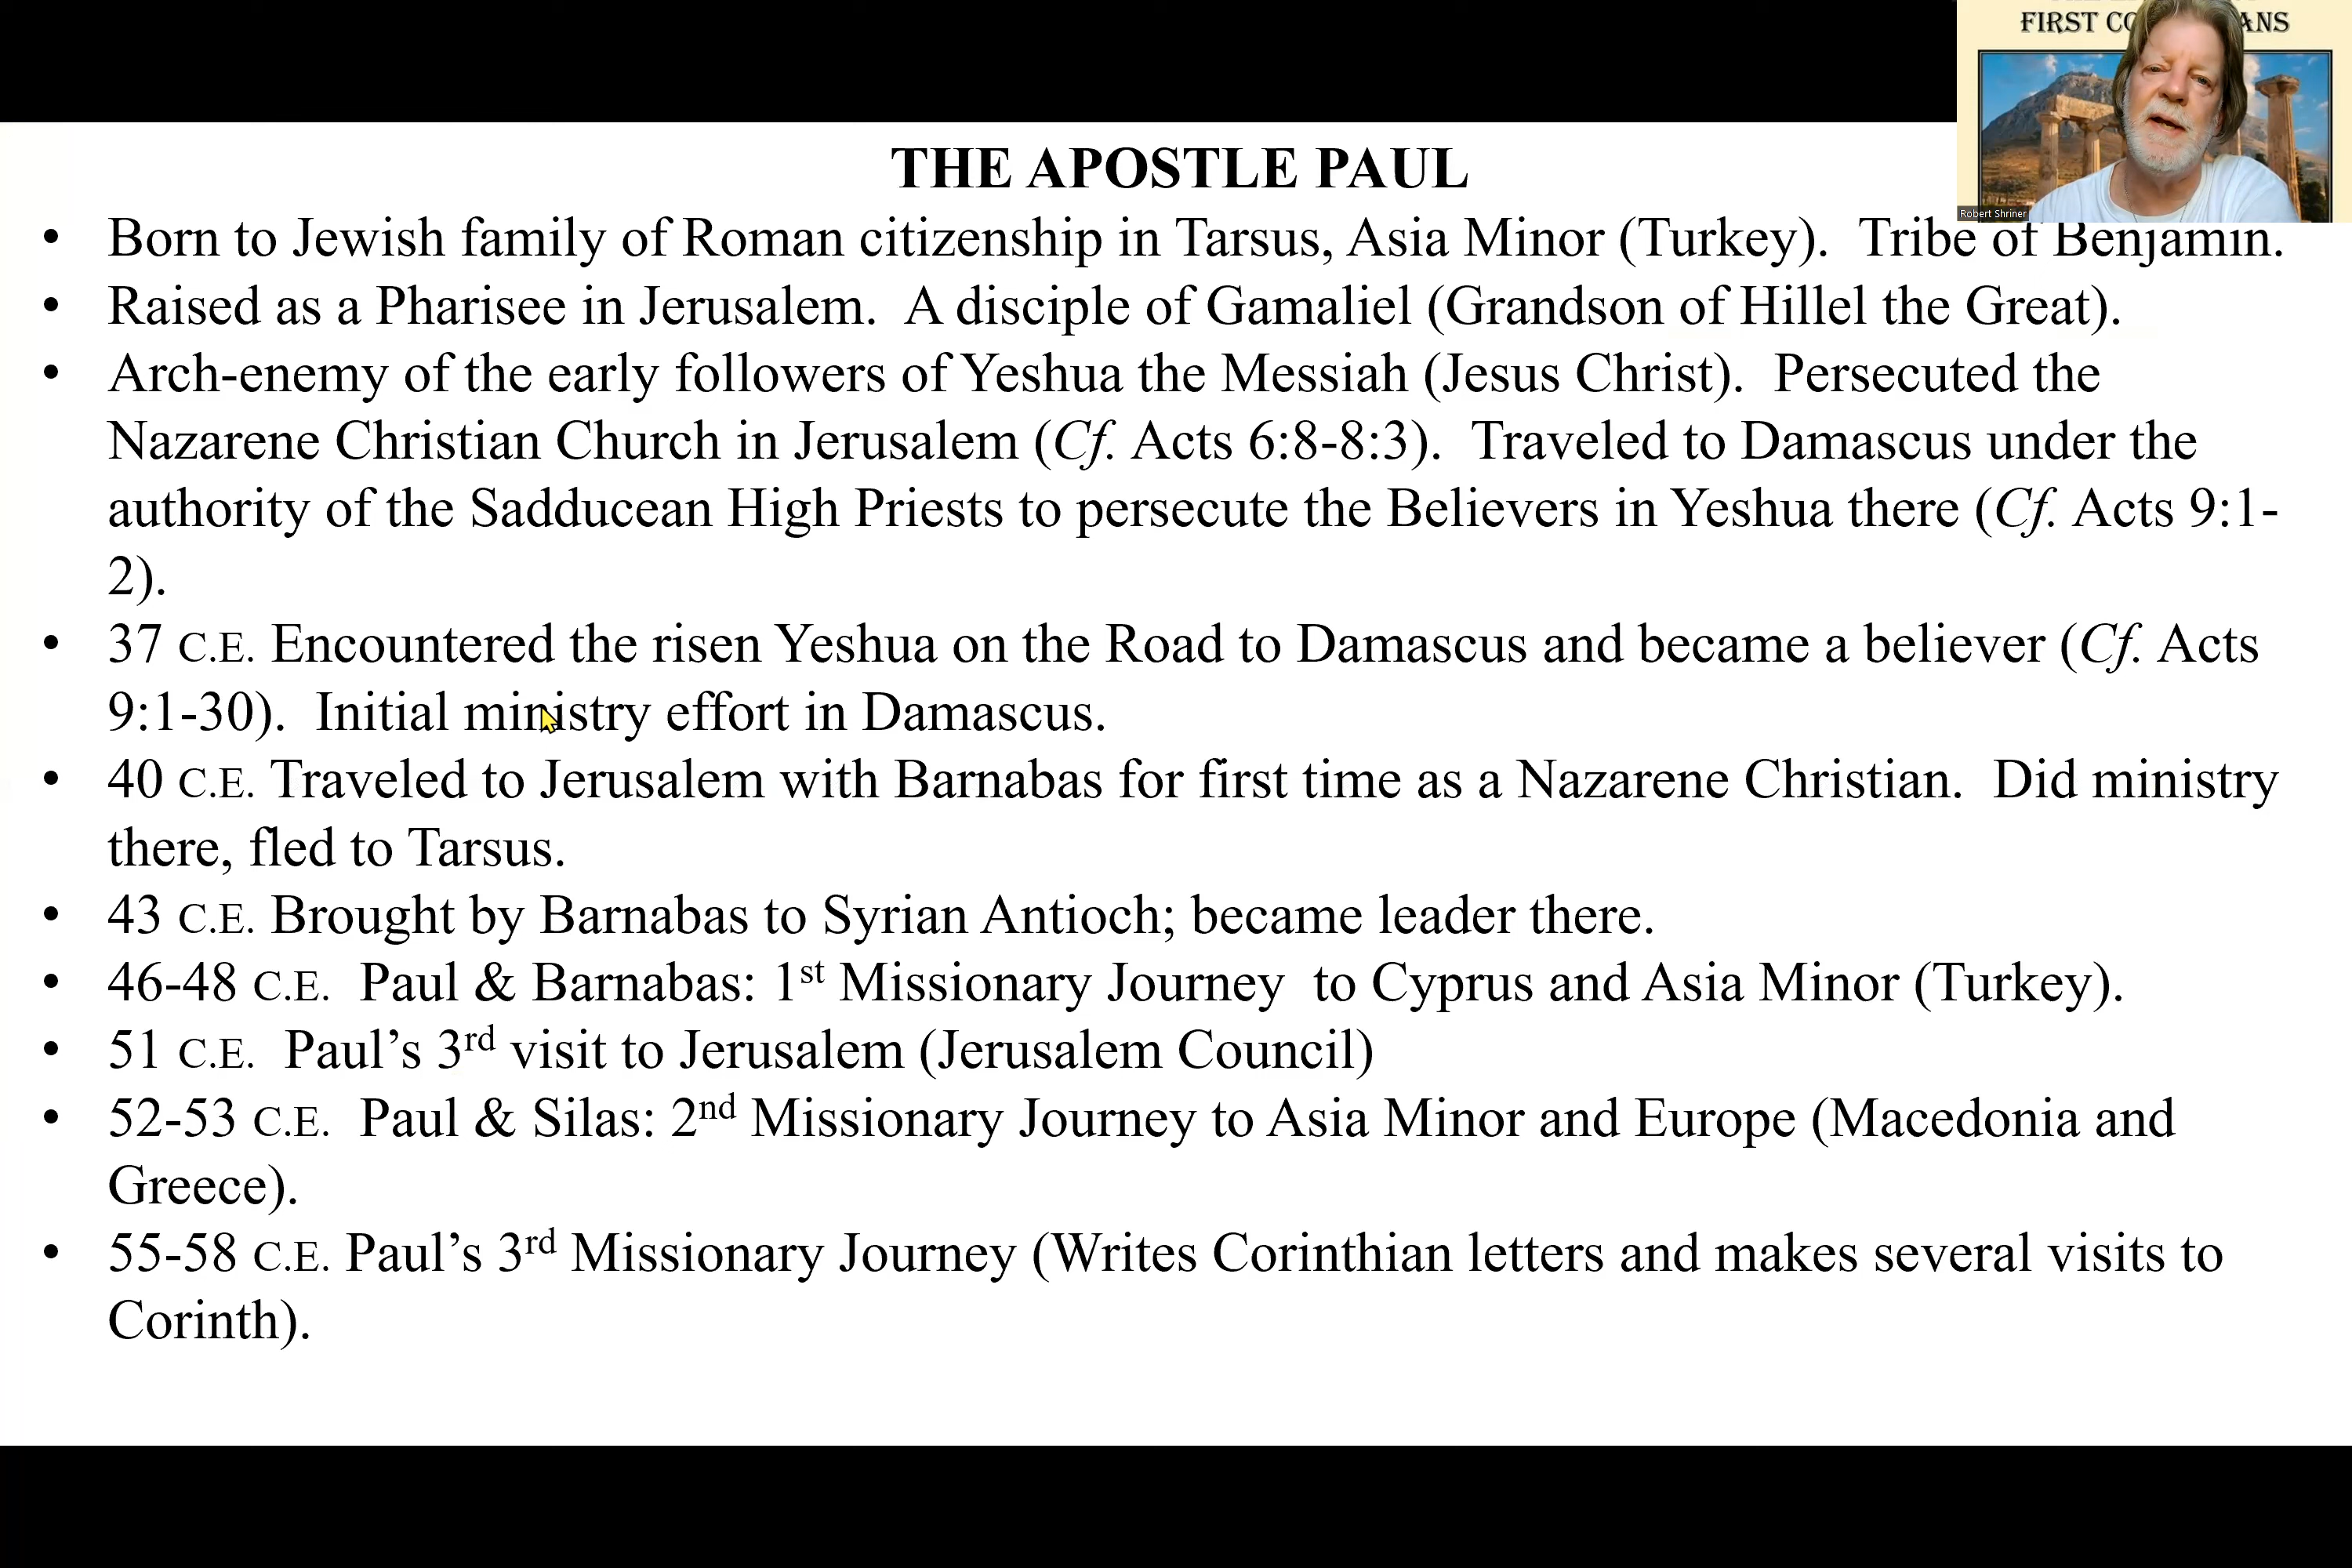 FIRST CO ANS
Robert Shriner
THE APOSTLE PAUL
• Born to Jewish family of Roman citizenship in Tarsus, Asia Minor (Turkey).  Tribe of Benjamin.
• Raised as a Pharisee in Jerusalem.  A disciple of Gamaliel (Grandson of Hillel the Great).
• Arch-enemy of the early followers of Yeshua the Messiah (Jesus Christ).  Persecuted the
Nazarene Christian Church in Jerusalem (Cf. Acts 6:8-8:3).  Traveled to Damascus under the
authority of the Sadducean High Priests to persecute the Believers in Yeshua there (Cf. Acts 9:1-
2).
• 37 C.E. Encountered the risen Yeshua on the Road to Damascus and became a believer (Cf. Acts
9:1-30).  Initial ministry effort in Damascus.
• 40 C.E. Traveled to Jerusalem with Barnabas for first time as a Nazarene Christian.  Did ministry
there, fled to Tarsus.
• 43 C.E. Brought by Barnabas to Syrian Antioch; became leader there.
• 46-48 C.E.  Paul & Barnabas: 1st Missionary Journey  to Cyprus and Asia Minor (Turkey).
• 51 C.E.  Paul’s 3rd visit to Jerusalem (Jerusalem Council)
• 52-53 C.E.  Paul & Silas: 2nd Missionary Journey to Asia Minor and Europe (Macedonia and
Greece).
• 55-58 C.E. Paul’s 3rd Missionary Journey (Writes Corinthian letters and makes several visits to
Corinth).